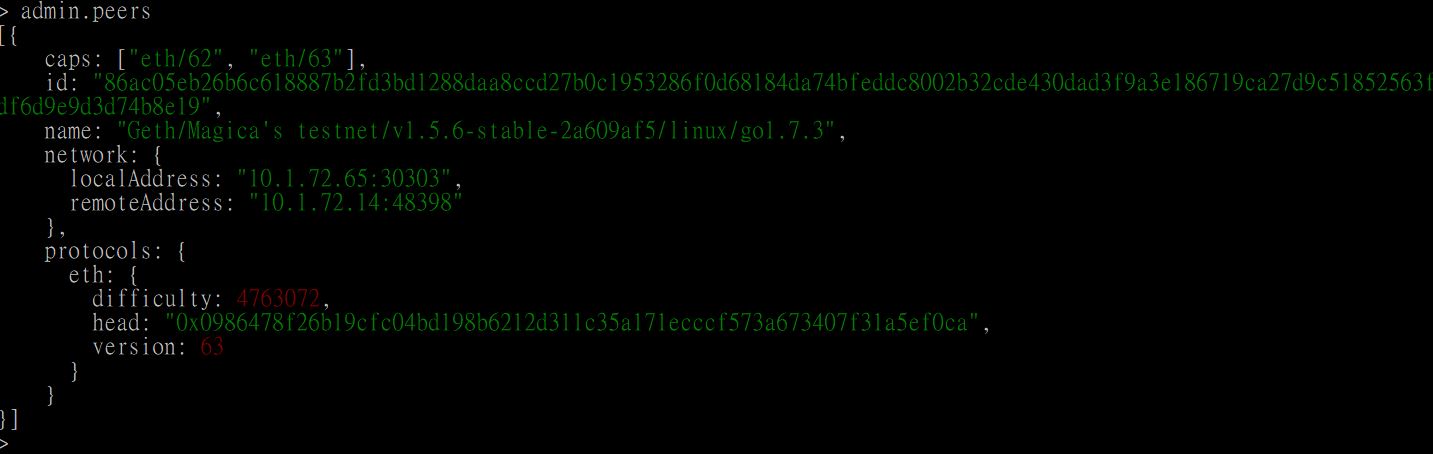 > admin.peers
[{
    caps: ["eth/62", "eth/63"],
    id: "86ac05eb26b6c618887b2fd3bd1288daa8ccd27b0c1953286f0d68184da74bfeddc8002b32cde430dad3f9a3e186719ca27d9c51852563f
df6d9e9d3d74b8e19",
    name: "Geth/Magica's testnet/v1.5.6-stable-2a609af5/linux/go1.7.3",
    network: {
      localAddress: "10.1.72.65:30303",
      remoteAddress: "10.1.72.14:48398"
    },
    protocols: {
      eth: {
        difficulty: 4763072,
        head: "0x0986478f26b19cfc04bd198b6212d311c35a171ecccf573a673407f31a5ef0ca",
        version: 63
      }
    }
}]
>